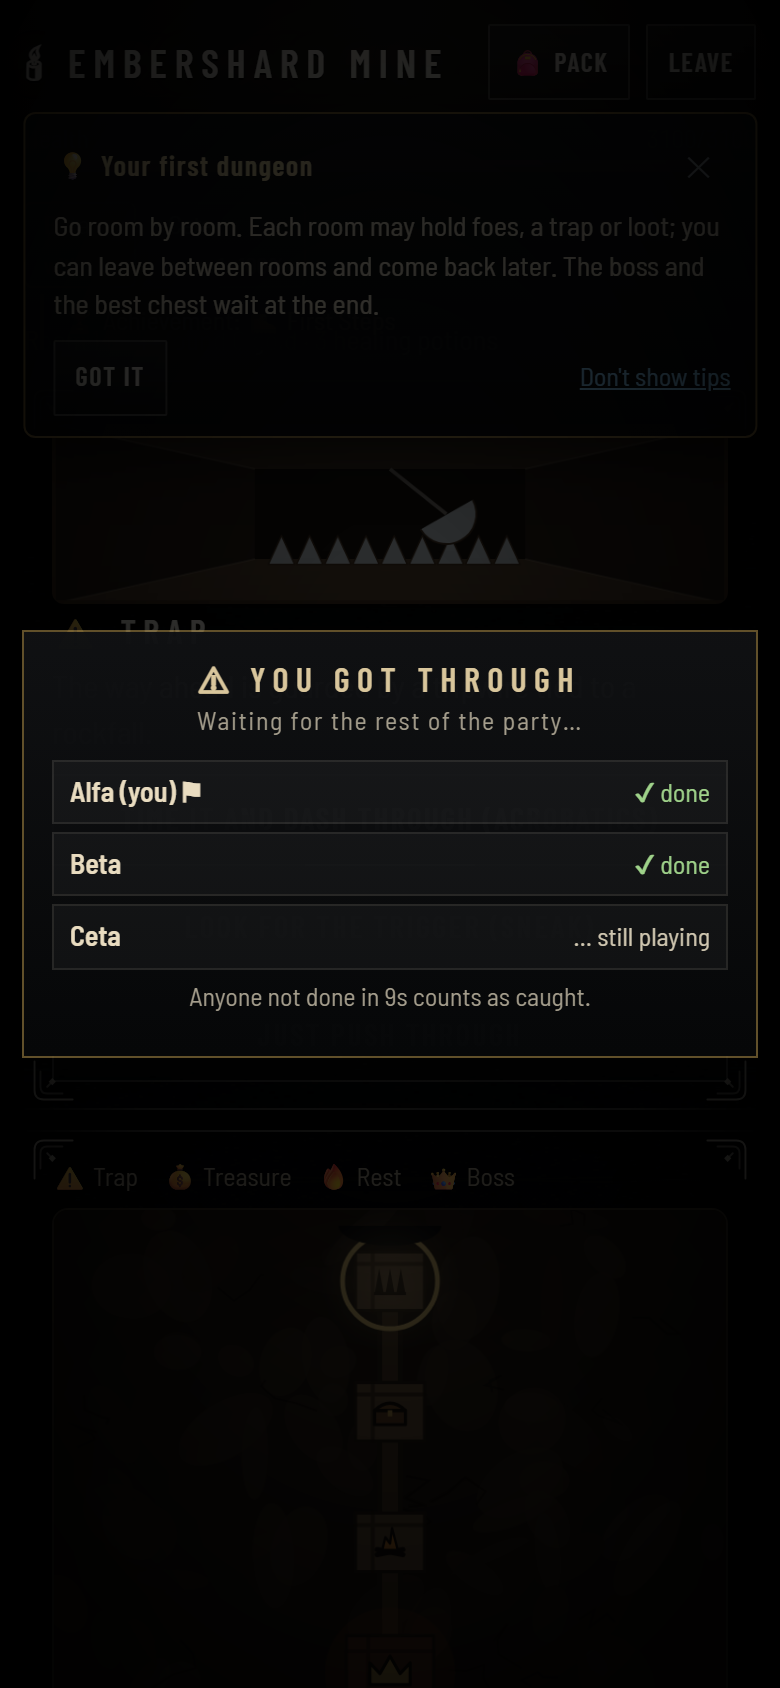 EMBERSHARD MINE
PACK
LEAVE
Your first dungeon
Go room by room. Each room may hold foes, a trap or loot; you
can leave between rooms and come back later. The boss and
the best chest wait at the end.
GOT IT
Don't show tips
TRAP
YOU GOT THROUGH
Waiting for the rest of the party...
Alfa (you)
✓ done
Beta
✓ done
Ceta
... still playing
Anyone not done in 9s counts as caught.
Trap
Treasure
Rest
Boss